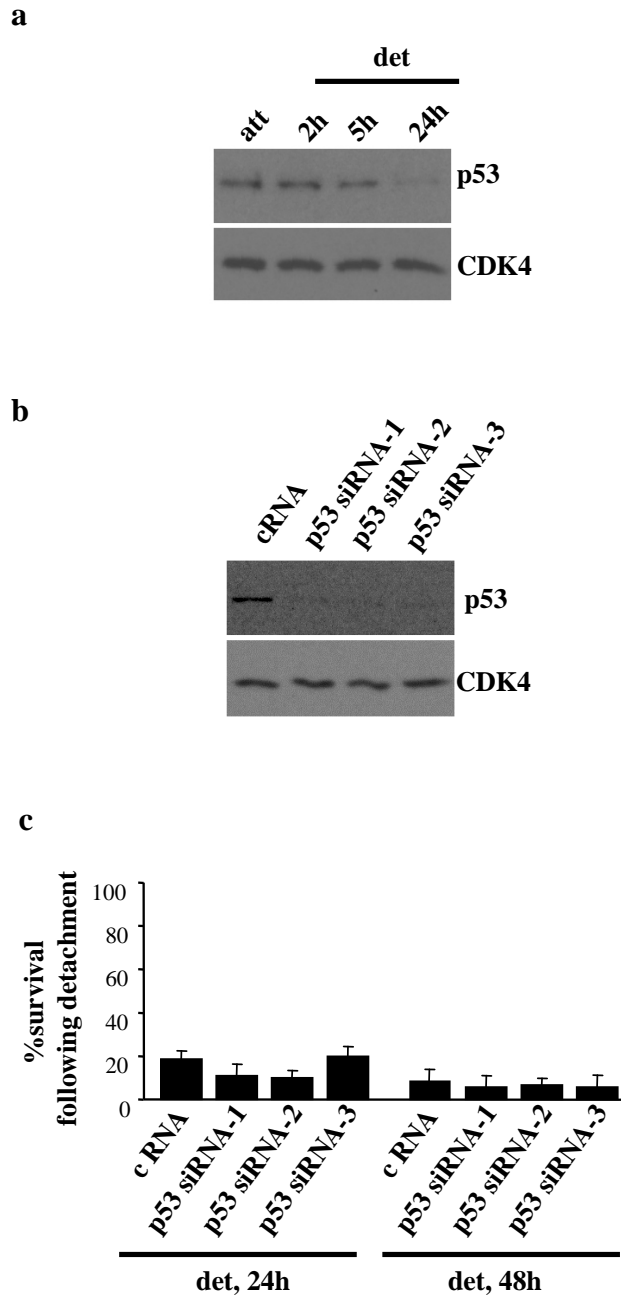 a
det
att 2h 5h 24h
p53
CDK4
b
cRNA p53 siRNA-1 p53 siRNA-2 p53 siRNA-3
p53
CDK4
c
%survival
following detachment
100
80
60
40
20
0
c RNA p53 siRNA-1 p53 siRNA-2 p53 siRNA-3 c RNA p53 siRNA-1 p53 siRNA-2 p53 siRNA-3
det, 24h det, 48h